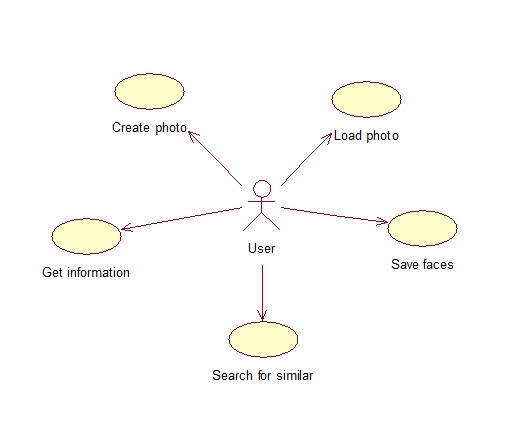 Create photo
Load photo
User
Get information
Save faces
Search for similar